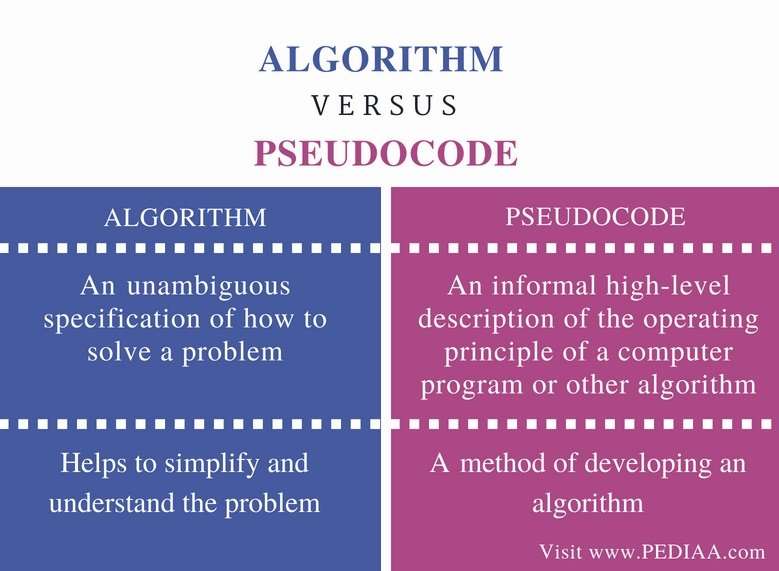 ALGORITHM
VERSUS
PSEUDOCODE
ALGORITHM
An unambiguous
specification of how to
solve a problem
Helps to simplify and
understand the problem
PSEUDOCODE
An informal high-level
description of the operating
principle of a computer
program or other algorithm
A method of developing an
algorithm
Visit www.PEDIAA.com